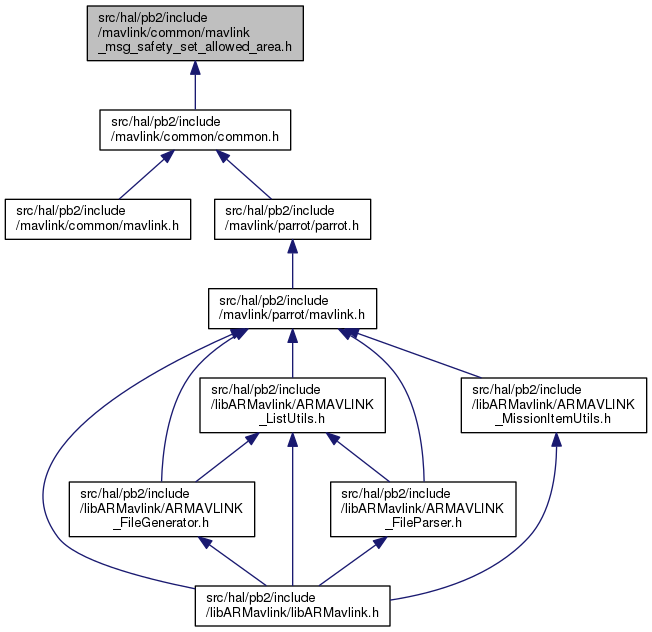 src/hal/pb2/include
/mavlink/common/mavlink
_msg_safety_set_allowed_area.h
src/hal/pb2/include
/mavlink/common/common.h
src/hal/pb2/include
/mavlink/common/mavlink.h
src/hal/pb2/include
/mavlink/parrot/parrot.h
src/hal/pb2/include
/mavlink/parrot/mavlink.h
src/hal/pb2/include
/libARMavlink/ARMAVLINK
_ListUtils.h
src/hal/pb2/include
/libARMavlink/ARMAVLINK
_MissionItemUtils.h
src/hal/pb2/include
/libARMavlink/ARMAVLINK
_FileGenerator.h
src/hal/pb2/include
/libARMavlink/ARMAVLINK
_FileParser.h
src/hal/pb2/include
/libARMavlink/libARMavlink.h